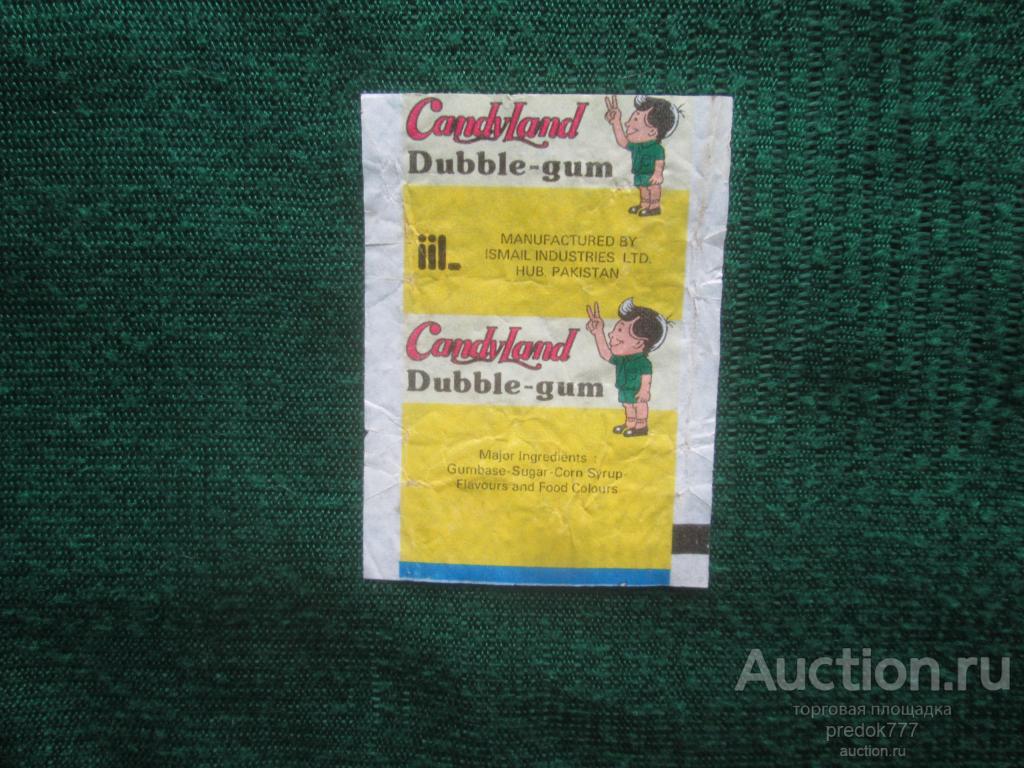 CandyLand
Dubble-gum
iiL
MANUFACTURED BY
ISMAIL INDUSTRIES LTD.
HUB PAKISTAN
CandyLand
Dubble-gum
Major Ingredients :
Gumbase-Sugar-Corn Syrup-
Flavours and Food Colours
Auction.ru
торговая площадка
predok777
auction.ru